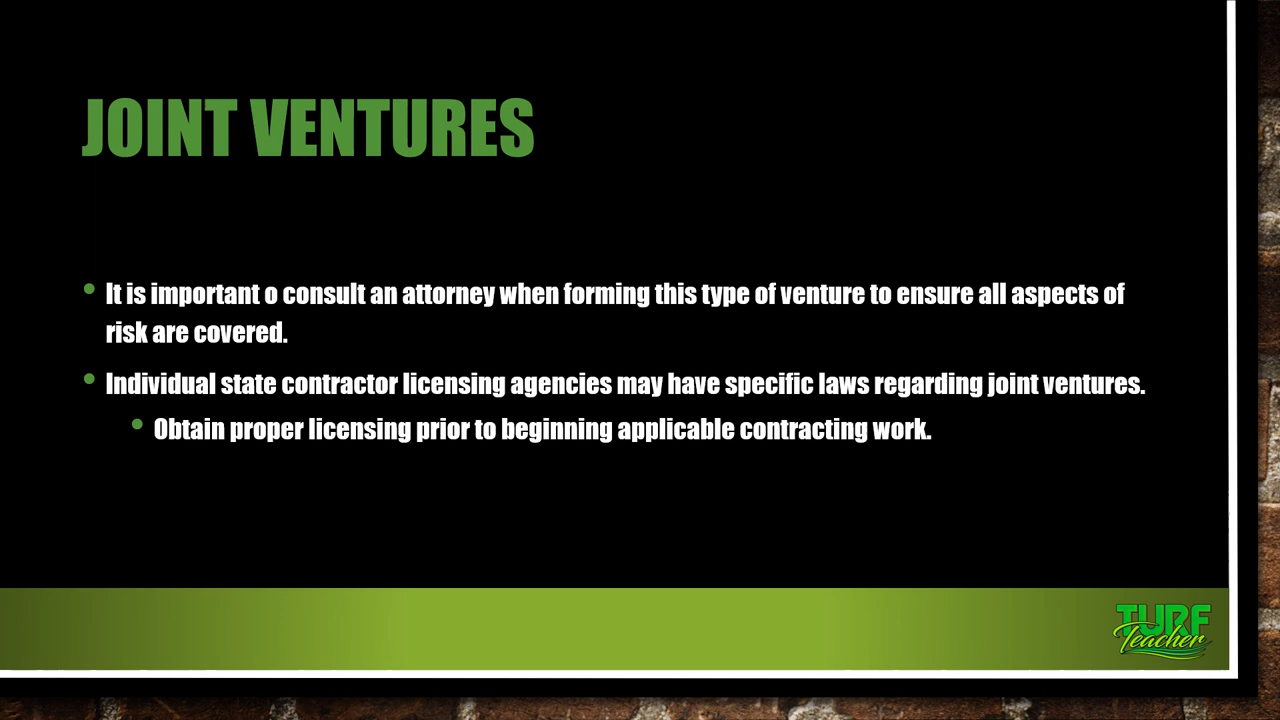 JOINT VENTURES
• It is important o consult an attorney when forming this type of venture to ensure all aspects of
risk are covered.
• Individual state contractor licensing agencies may have specific laws regarding joint ventures.
• Obtain proper licensing prior to beginning applicable contracting work.
TURF
Teacher